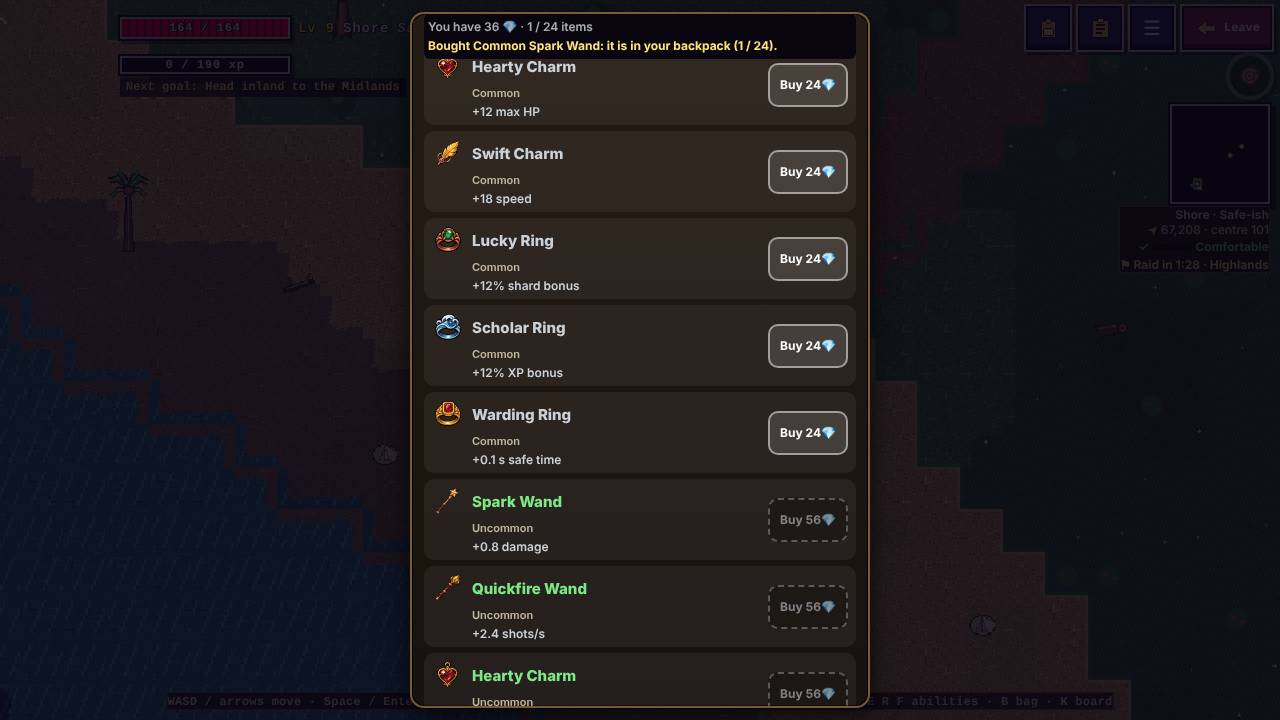 164 / 164
Lv 9 Shore S
0 / 190 xp
Next goal: Head inland to the Midlands
You have 36 💎 · 1 / 24 items
Bought Common Spark Wand: it is in your backpack (1 / 24).
Hearty Charm
Common
+12 max HP
Buy 24💎
Swift Charm
Common
+18 speed
Buy 24💎
Lucky Ring
Common
+12% shard bonus
Buy 24💎
Scholar Ring
Common
+12% XP bonus
Buy 24💎
Warding Ring
Common
+0.1 s safe time
Buy 24💎
Spark Wand
Uncommon
+0.8 damage
Buy 56💎
Quickfire Wand
Uncommon
+2.4 shots/s
Buy 56💎
Hearty Charm
Uncommon
Buy 56💎
Leave
Shore · Safe-ish
67,208 · centre 101
Comfortable
Raid in 1:28 · Highlands
WASD / arrows move · Space / Ente
E R F abilities · B bag · K board